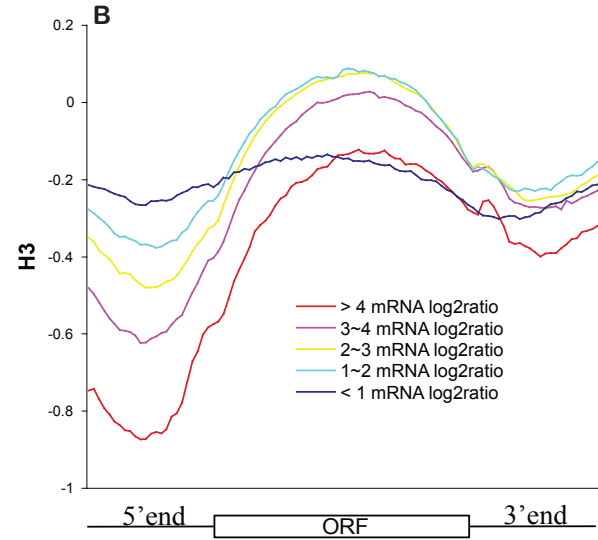 B
0.2
0
-0.2
-0.4
-0.6
-0.8
-1
H3
> 4 mRNA log2ratio
3~4 mRNA log2ratio
2~3 mRNA log2ratio
1~2 mRNA log2ratio
< 1 mRNA log2ratio
5'end ORF 3'end